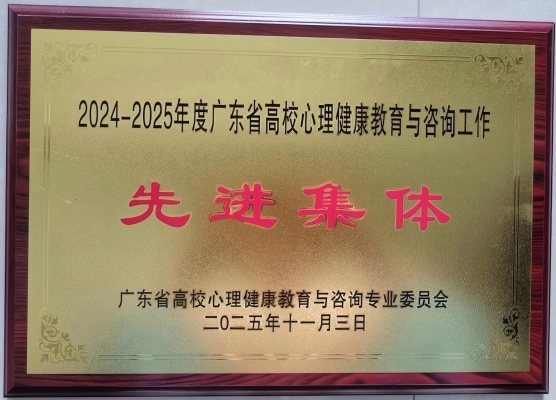 2024-2025年度广东省高校心理健康教育与咨询工作
先进集体
广东省高校心理健康教育与咨询专业委员会
二〇二五年十一月三日